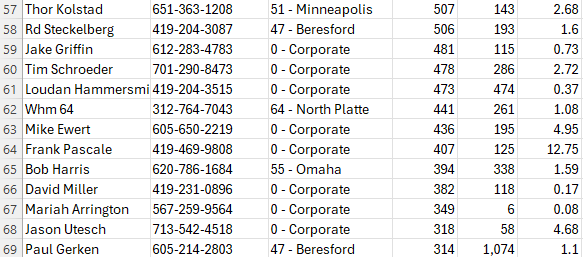 57 Thor Kolstad 651-363-1208 51 - Minneapolis 507 143 2.68
58 Rd Steckelberg 419-204-3087 47 - Beresford 506 193 1.6
59 Jake Griffin 612-283-4783 0 - Corporate 481 115 0.73
60 Tim Schroeder 701-290-8473 0 - Corporate 478 286 2.72
61 Loudan Hammersmi 419-204-3515 0 - Corporate 473 474 0.37
62 Whm 64 312-764-7043 64 - North Platte 441 261 1.08
63 Mike Ewert 605-650-2219 0 - Corporate 436 195 4.95
64 Frank Pascale 419-469-9808 0 - Corporate 407 125 12.75
65 Bob Harris 620-786-1684 55 - Omaha 394 338 1.59
66 David Miller 419-231-0896 0 - Corporate 382 118 0.17
67 Mariah Arrington 567-259-9564 0 - Corporate 349 6 0.08
68 Jason Utesch 713-542-4518 0 - Corporate 318 58 4.68
69 Paul Gerken 605-214-2803 47 - Beresford 314 1,074 1.1